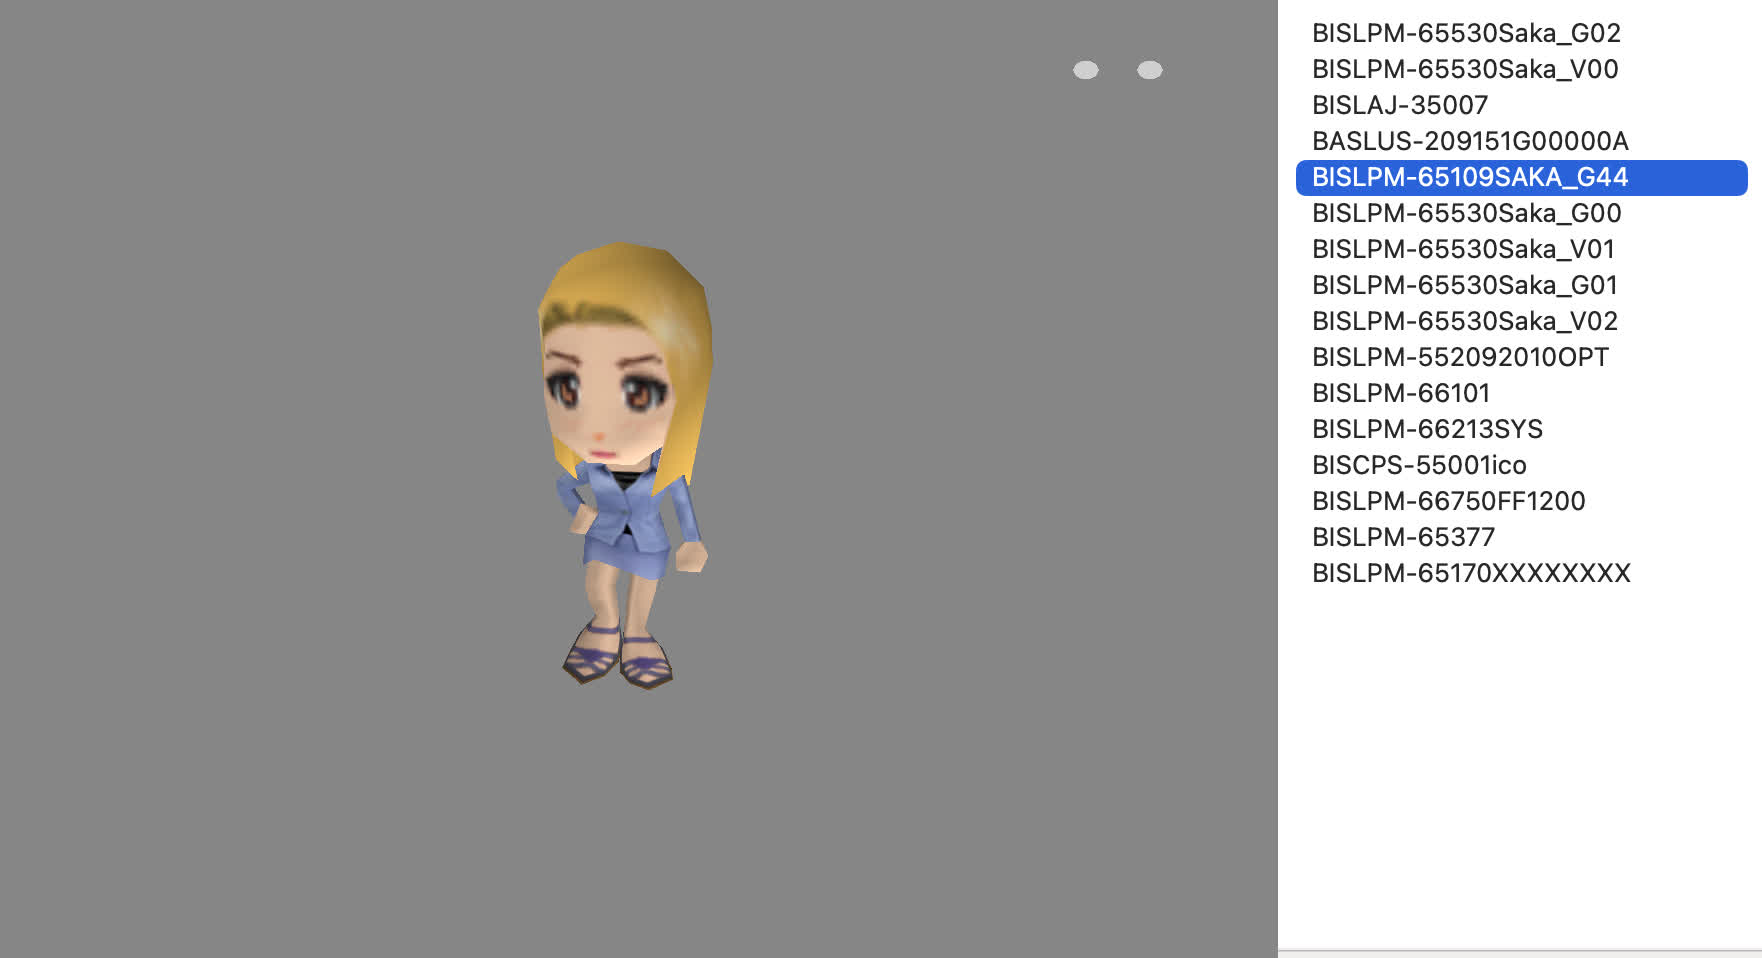 BISLPM-65530Saka_G02
BISLPM-65530Saka_V00
BISLAJ-35007
BASLUS-209151G00000A
BISLPM-65109SAKA_G44
BISLPM-65530Saka_G00
BISLPM-65530Saka_V01
BISLPM-65530Saka_G01
BISLPM-65530Saka_V02
BISLPM-552092010OPT
BISLPM-66101
BISLPM-66213SYS
BISCPS-55001ico
BISLPM-66750FF1200
BISLPM-65377
BISLPM-65170XXXXXXXX